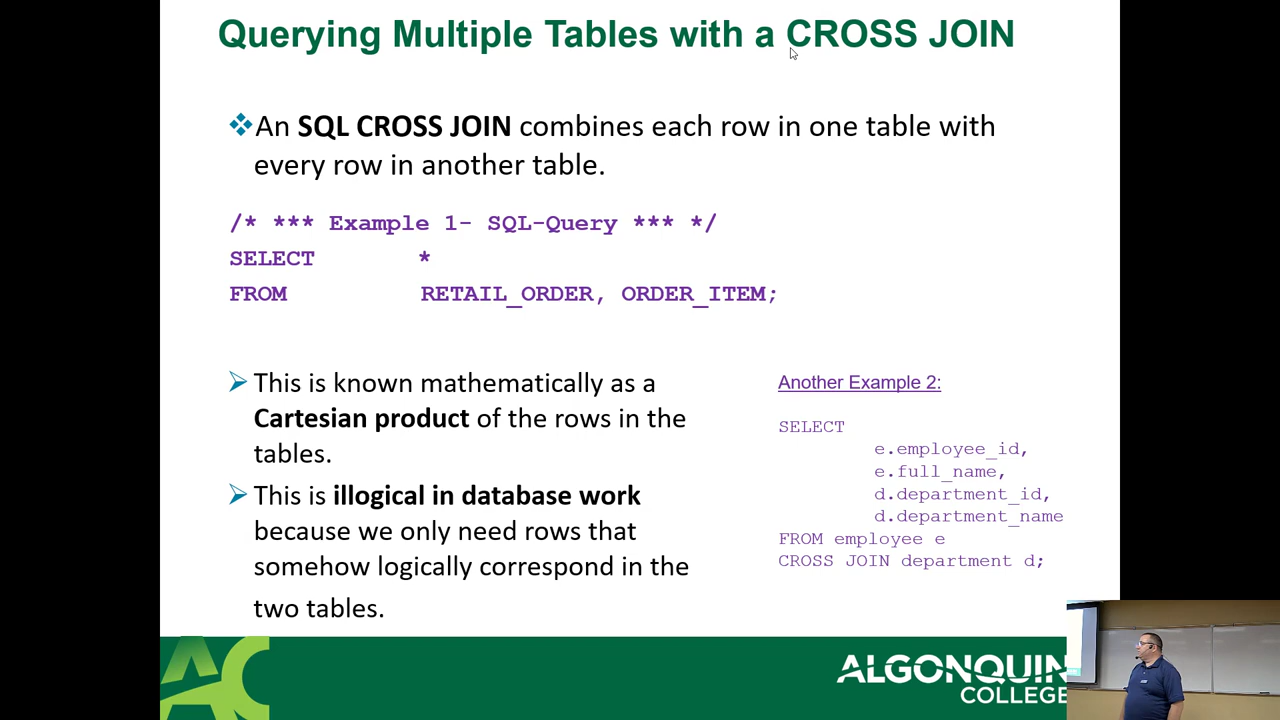 Querying Multiple Tables with a CROSS JOIN
❖An SQL CROSS JOIN combines each row in one table with
every row in another table.
/* *** Example 1- SQL-Query *** */
SELECT *
FROM RETAIL_ORDER, ORDER_ITEM;
➢ This is known mathematically as a
Cartesian product of the rows in the
tables.
➢ This is illogical in database work
because we only need rows that
somehow logically correspond in the
two tables.
Another Example 2:
SELECT
e.employee_id,
e.full_name,
d.department_id,
d.department_name
FROM employee e
CROSS JOIN department d;
AC
ALGONQUIN
COLLEGE